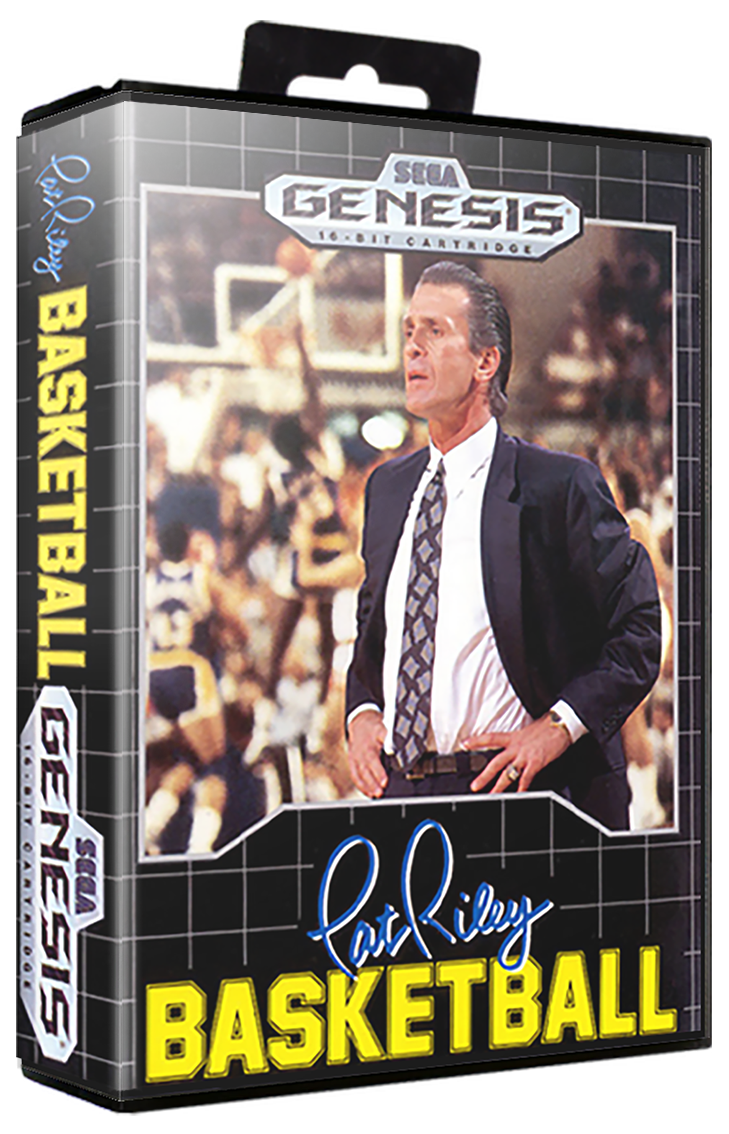 SEGA
GENESIS
16-BIT CARTRIDGE
Pat Riley
BASKETBALL
Pat Riley
BASKETBALL
SEGA
GENESIS
16-BIT CARTRIDGE